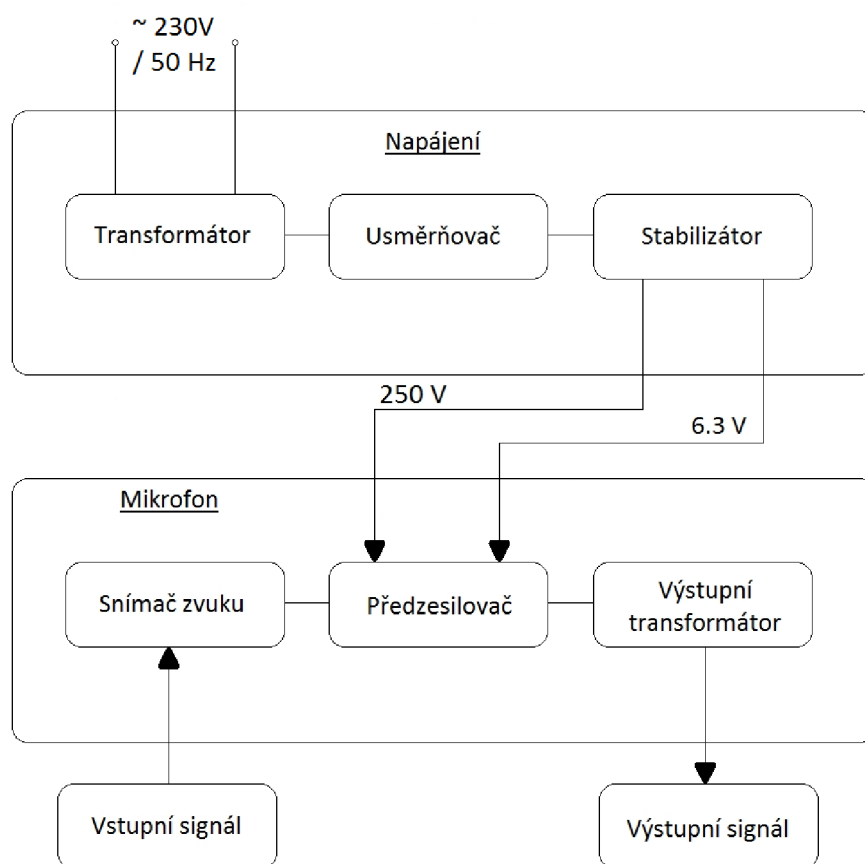 ~ 230V
/ 50 Hz
Napájení
Transformátor
Usměrňovač
Stabilizátor
250 V
6.3 V
Mikrofon
Snímač zvuku
Předzesilovač
Výstupní
transformátor
Vstupní signál
Výstupní signál